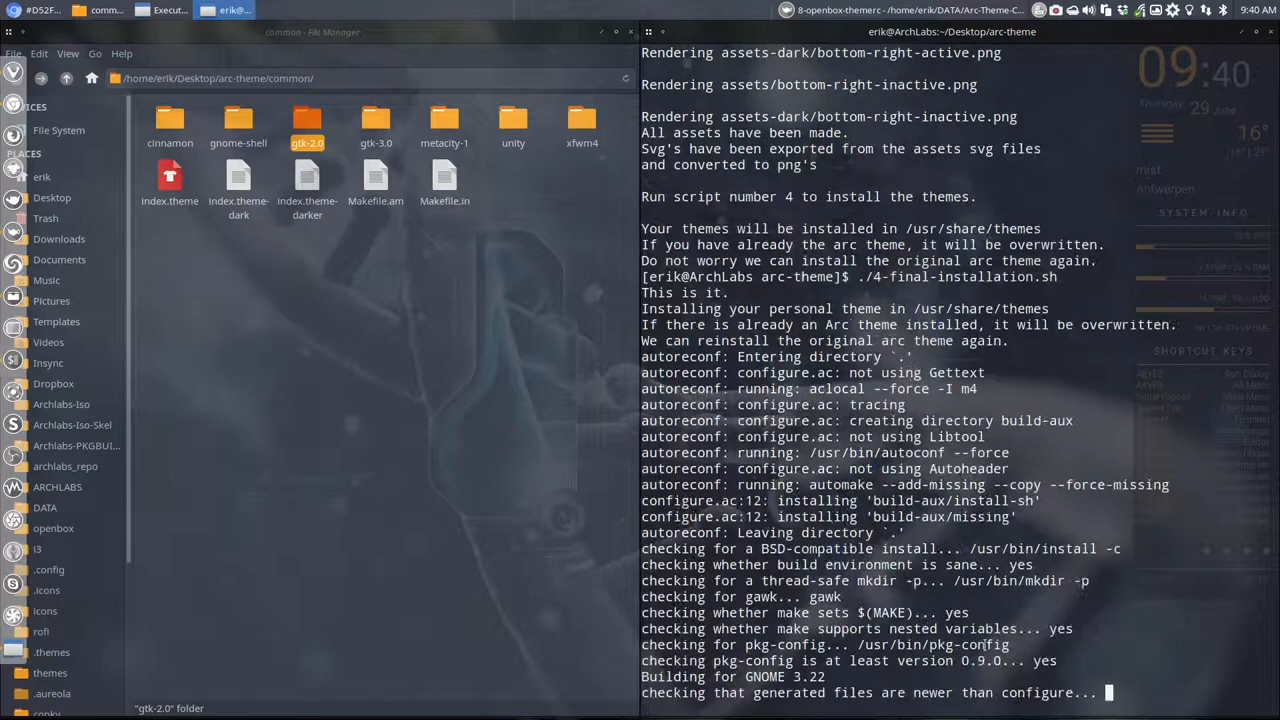 #D52F...
comm...
Execut...
erik@...
8-openbox-themerc (/home/erik/DATA/Arc-Theme-C...
9:40 AM
common - File Manager
erik@ArchLabs:~/Desktop/arc-theme
File Edit View Go Help
/home/erik/Desktop/arc-theme/common/
File System
PLACES
erik
Desktop
Trash
Downloads
Documents
Music
Pictures
Templates
Videos
Insync
Dropbox
Archlabs-Iso
Archlabs-Iso-Skel
Archlabs-PKGBUI...
archlabs_repo
ARCHLABS
DATA
openbox
I3
.config
.icons
Icons
rofi
.themes
themes
.aureola
conky
cinnamon
gnome-shell
gtk-2.0
gtk-3.0
metacity-1
unity
xfwm4
index.theme
index.theme-dark
index.theme-darker
Makefile.am
Makefile.in
"gtk-2.0" folder
Rendering assets-dark/bottom-right-active.png
Rendering assets/bottom-right-inactive.png
Rendering assets-dark/bottom-right-inactive.png
All assets have been made.
Svg's have been exported from the assets svg files
and converted to png's
Run script number 4 to install the themes.
Your themes will be installed in /usr/share/themes
If you have already the arc theme, it will be overwritten.
Do not worry we can install the original arc theme again.
[erik@ArchLabs arc-theme]$ ./4-final-installation.sh
This is it.
Installing your personal theme in /usr/share/themes
If there is already an Arc theme installed, it will be overwritten.
We can reinstall the original arc theme again.
autoreconf: Entering directory `.'
autoreconf: configure.ac: not using Gettext
autoreconf: running: aclocal --force -I m4
autoreconf: configure.ac: tracing
autoreconf: configure.ac: creating directory build-aux
autoreconf: configure.ac: not using Libtool
autoreconf: running: /usr/bin/autoconf --force
autoreconf: configure.ac: not using Autoheader
autoreconf: running: automake --add-missing --copy --force-missing
configure.ac:12: installing 'build-aux/install-sh'
configure.ac:12: installing 'build-aux/missing'
autoreconf: Leaving directory `.'
checking for a BSD-compatible install... /usr/bin/install -c
checking whether build environment is sane... yes
checking for a thread-safe mkdir -p... /usr/bin/mkdir -p
checking for gawk... gawk
checking whether make sets $(MAKE)... yes
checking whether make supports nested variables... yes
checking for pkg-config... /usr/bin/pkg-config
checking pkg-config is at least version 0.9.0... yes
Building for GNOME 3.22
checking that generated files are newer than configure...
09:40
Thursday, 29 June
16°
mist
Antwerpen
SYSTEM INFO
SHORTCUT KEYS